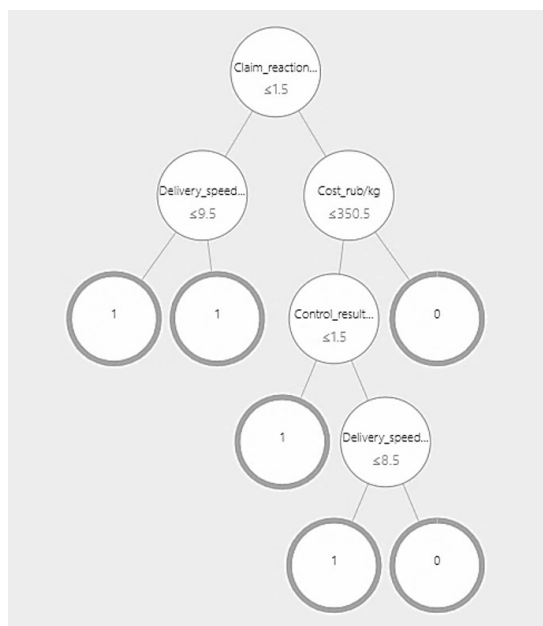 Claim_reaction...
≤1.5
Delivery_speed...
≤9.5
Cost_rub/kg
≤350.5
1
1
Control_result...
≤1.5
0
1
Delivery_speed...
≤8.5
1
0